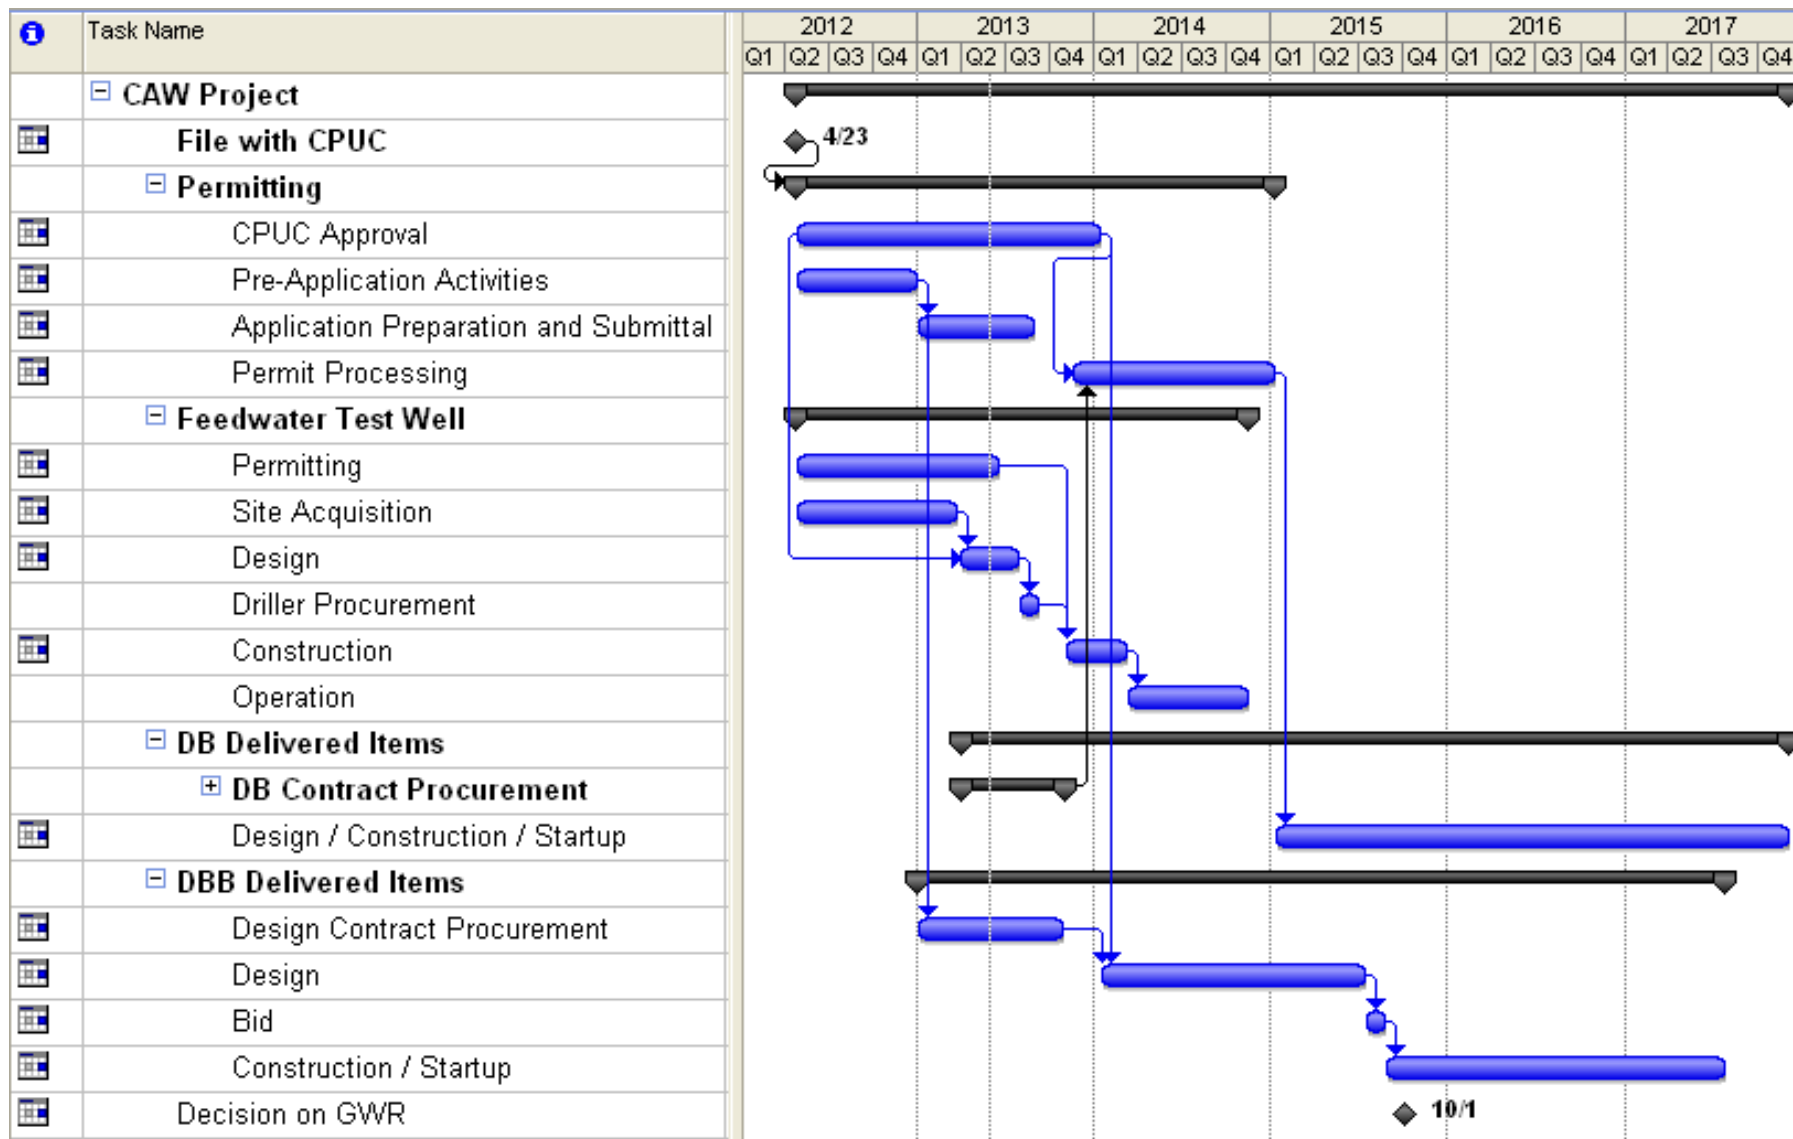 Task Name
2012 2013 2014 2015 2016 2017
Q1 Q2 Q3 Q4 Q1 Q2 Q3 Q4 Q1 Q2 Q3 Q4 Q1 Q2 Q3 Q4 Q1 Q2 Q3 Q4 Q1 Q2 Q3 Q4
CAW Project
File with CPUC 4/23
Permitting
CPUC Approval
Pre-Application Activities
Application Preparation and Submittal
Permit Processing
Feedwater Test Well
Permitting
Site Acquisition
Design
Driller Procurement
Construction
Operation
DB Delivered Items
DB Contract Procurement
Design / Construction / Startup
DBB Delivered Items
Design Contract Procurement
Design
Bid
Construction / Startup
Decision on GWR 10/1